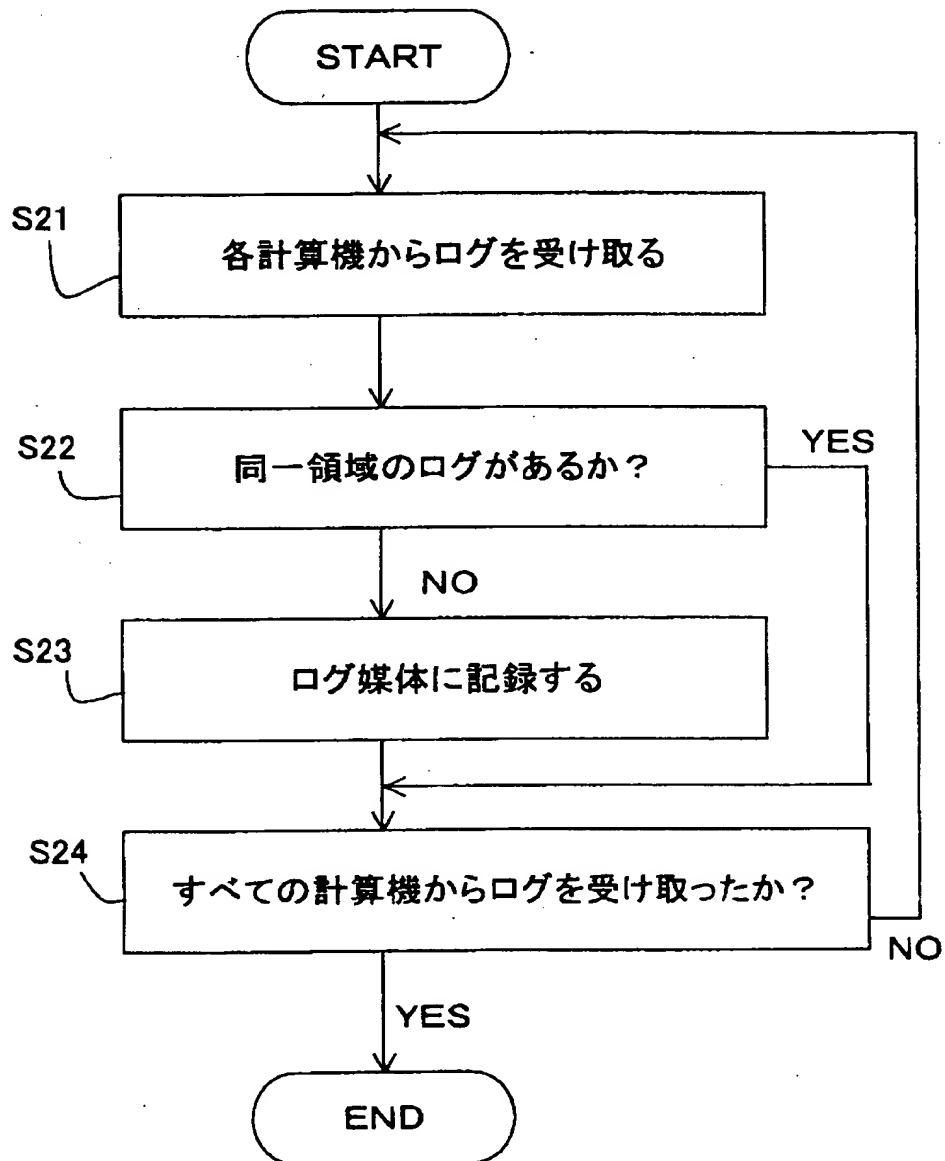 START
S21
各計算機からログを受け取る
S22
同一領域のログがあるか?
YES
NO
S23
ログ媒体に記録する
S24
すべての計算機からログを受け取ったか?
NO
YES
END